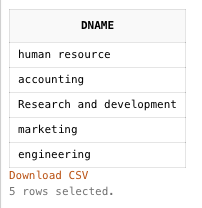 DNAME
human resource
accounting
Research and development
marketing
engineering
Download CSV
5 rows selected.